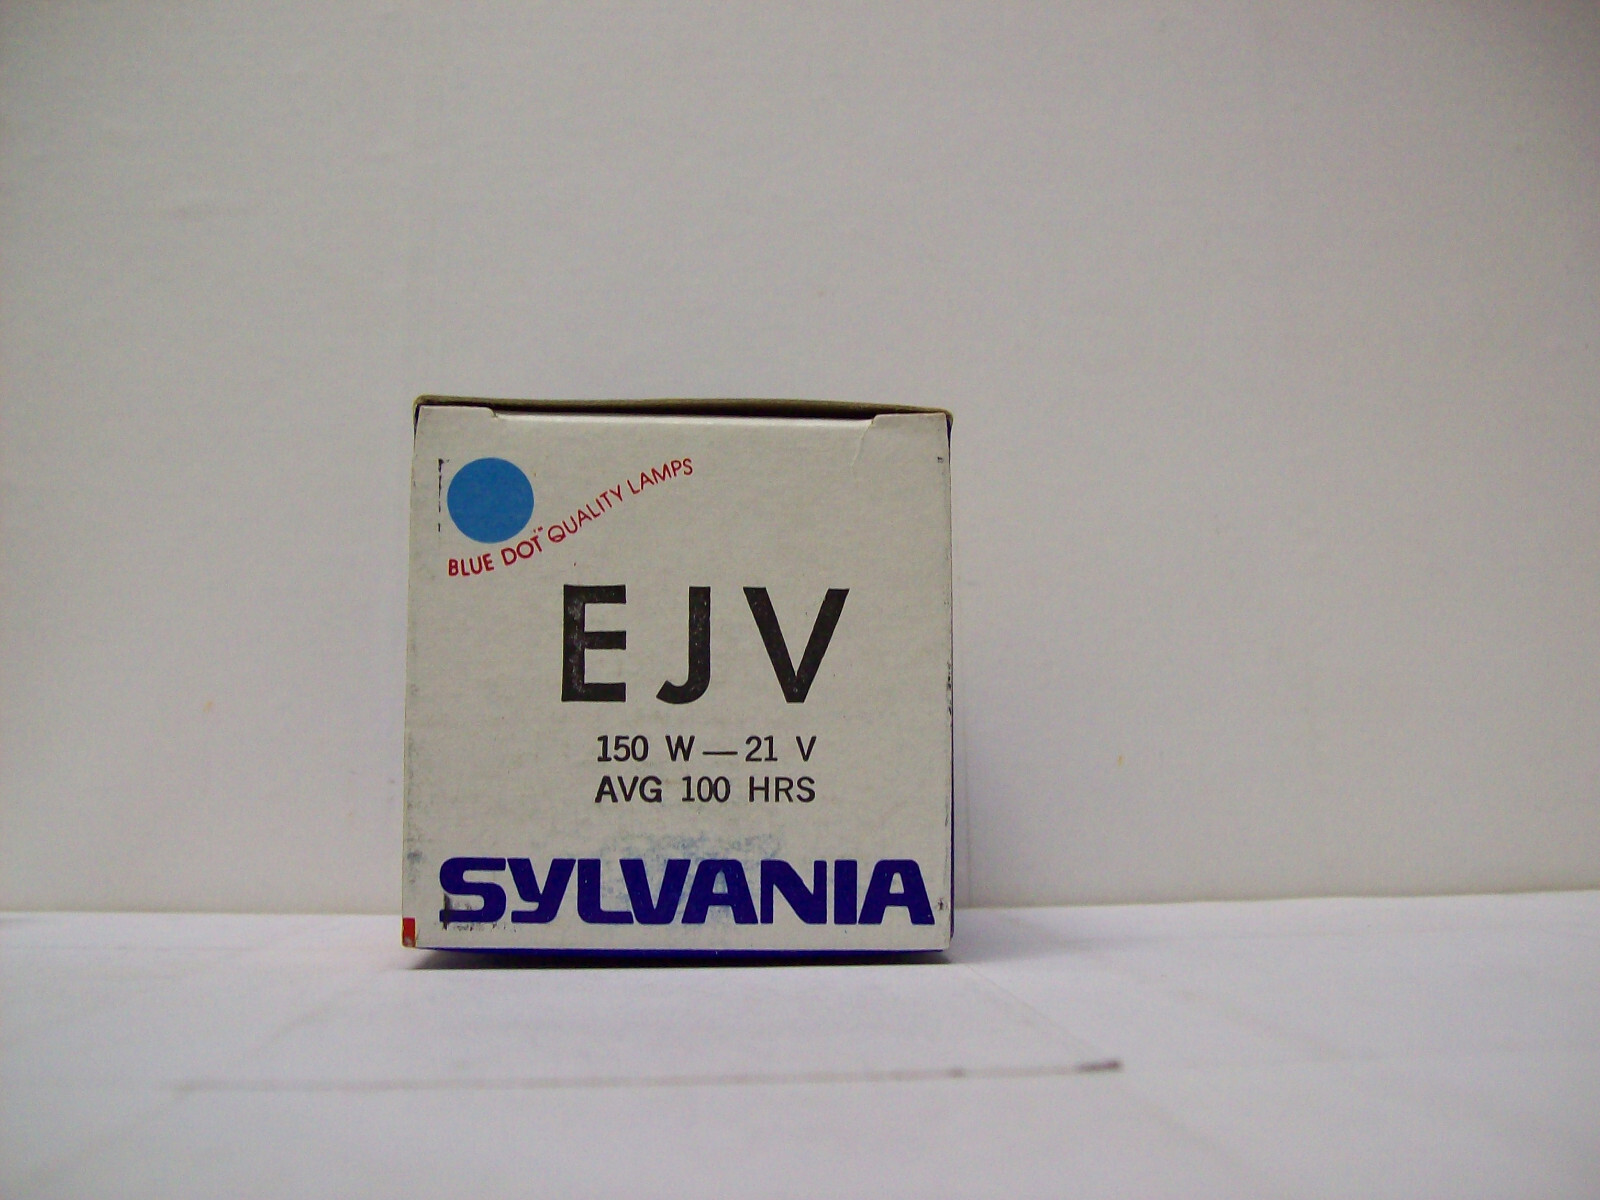 BLUE DOT QUALITY LAMPS
EJV
150 W — 21 V
AVG 100 HRS
SYLVANIA